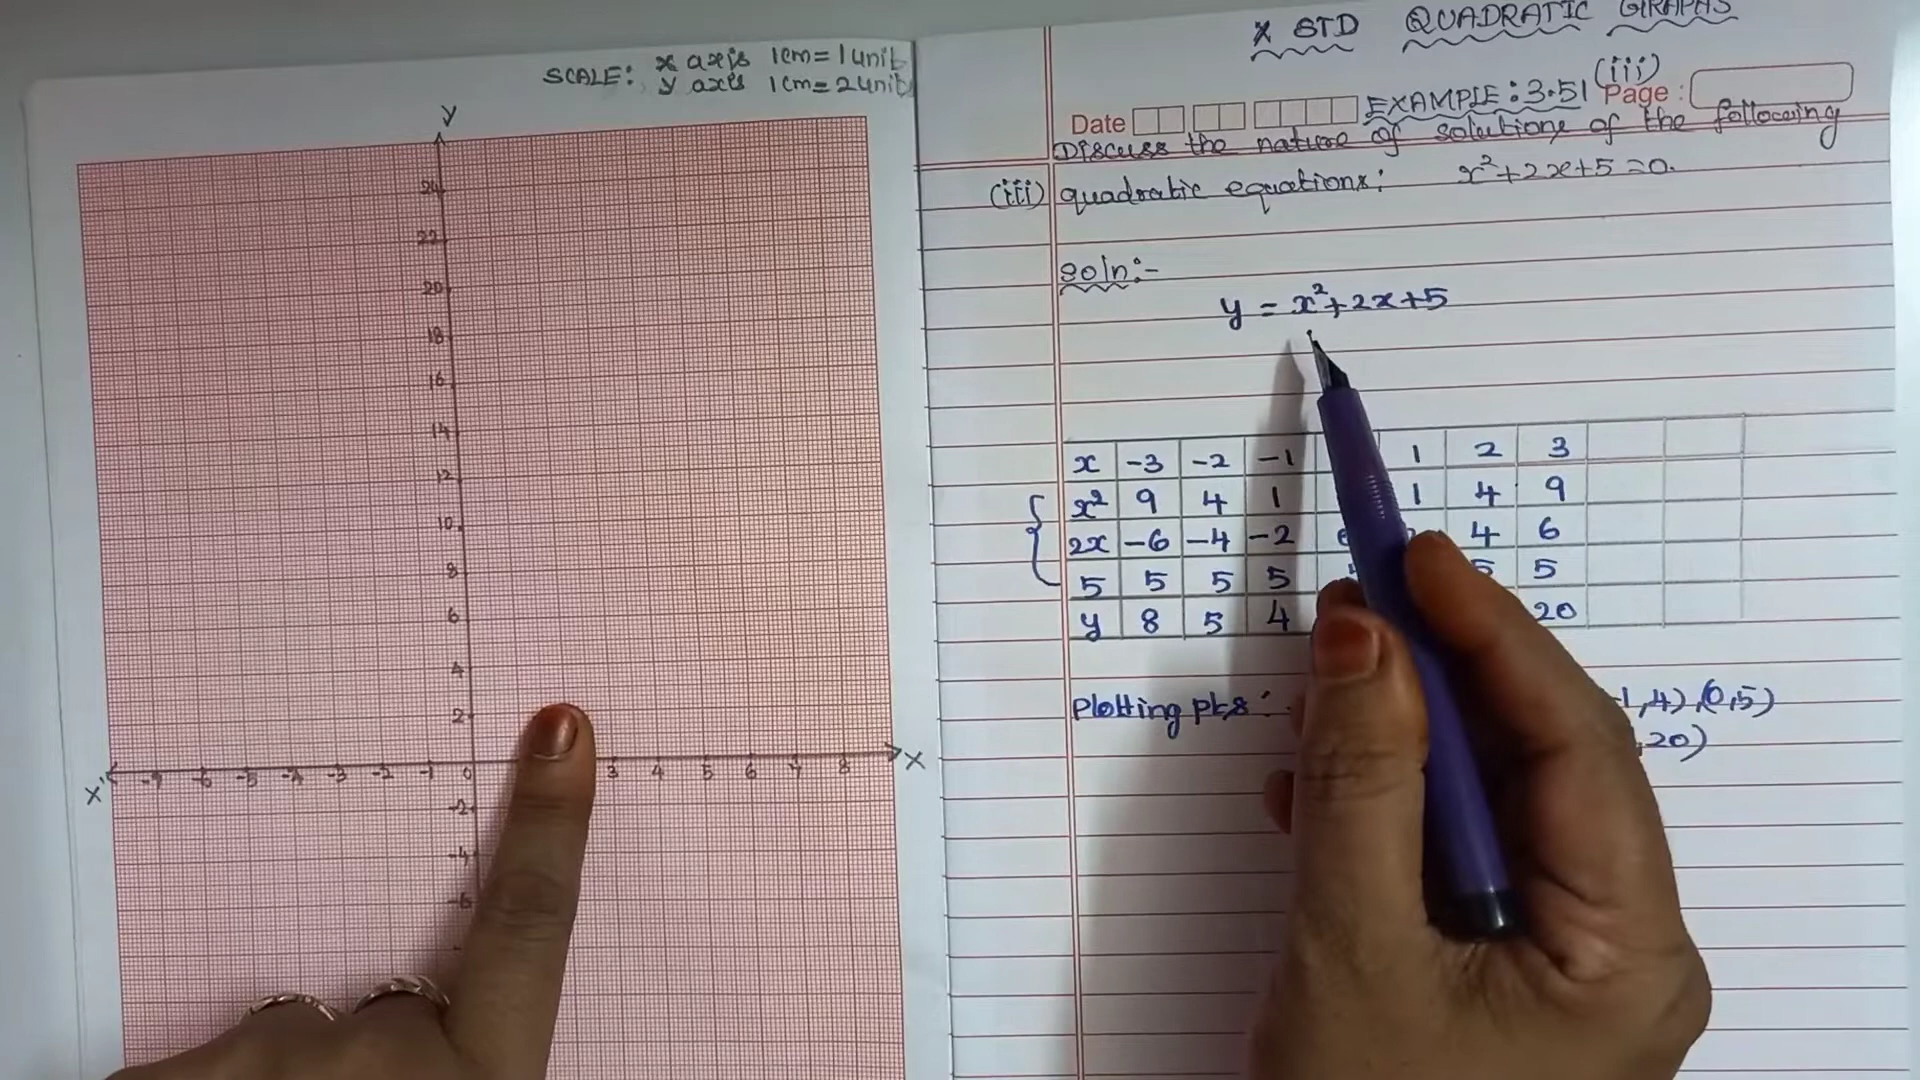 SCALE: x axis 1cm = 1 unit
y axis 1cm = 2 units
y
24
22
20
18
16
14
12
10
8
6
4
2
x' -7 -6 -5 -4 -3 -2 -1 0 3 4 5 6 7 8 X
-2
-4
-6
X STD QUADRATIC GRAPHS
Date EXAMPLE: 3.51 (iii) Page :
Discuss the nature of solutions of the following
(iii) quadratic equations: x²+2x+5=0.
Soln:-
y = x²+2x+5
x -3 -2 -1 1 2 3
x² 9 4 1 1 4 9
2x -6 -4 -2 4 6
5 5 5 5 5 5
y 8 5 4 20
Plotting pts: 1,4), (0,5)
,20)